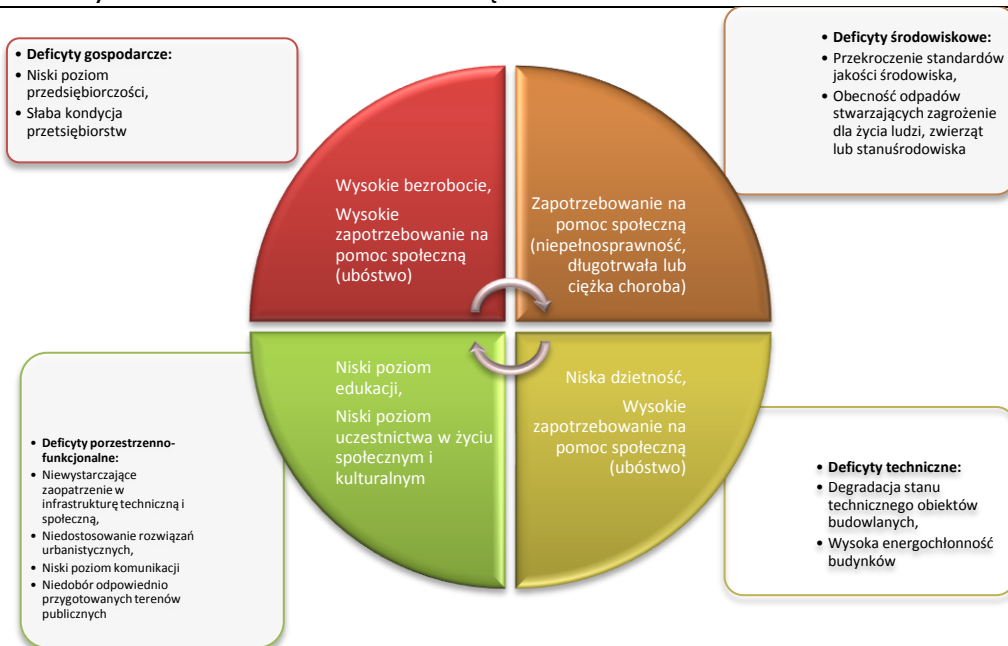 • Deficyty gospodarcze:
• Niski poziom
przedsiębiorczości,
• Słaba kondycja
przetsiębiorstw
• Deficyty środowiskowe:
• Przekroczenie standardów
jakości środowiska,
• Obecność odpadów
stwarzających zagrożenie
dla życia ludzi, zwierząt
lub stanuśrodowiska
Wysokie bezrobocie,
Wysokie
zapotrzebowanie na
pomoc społeczną
(ubóstwo)
Zapotrzebowanie na
pomoc społeczną
(niepełnosprawność,
długotrwała lub
ciężka choroba)
Niski poziom
edukacji,
Niski poziom
uczestnictwa w życiu
społecznym i
kulturalnym
Niska dzietność,
Wysokie
zapotrzebowanie na
pomoc społeczną
(ubóstwo)
• Deficyty porzestrzenno-
funkcjonalne:
• Niewystarczające
zaopatrzenie w
infrastrukturę techniczną i
społeczną,
• Niedostosowanie rozwiązań
urbanistycznych,
• Niski poziom komunikacji
• Niedobór odpowiednio
przygotowanych terenów
publicznych
• Deficyty techniczne:
• Degradacja stanu
technicznego obiektów
budowlanych,
• Wysoka energochłonność
budynków